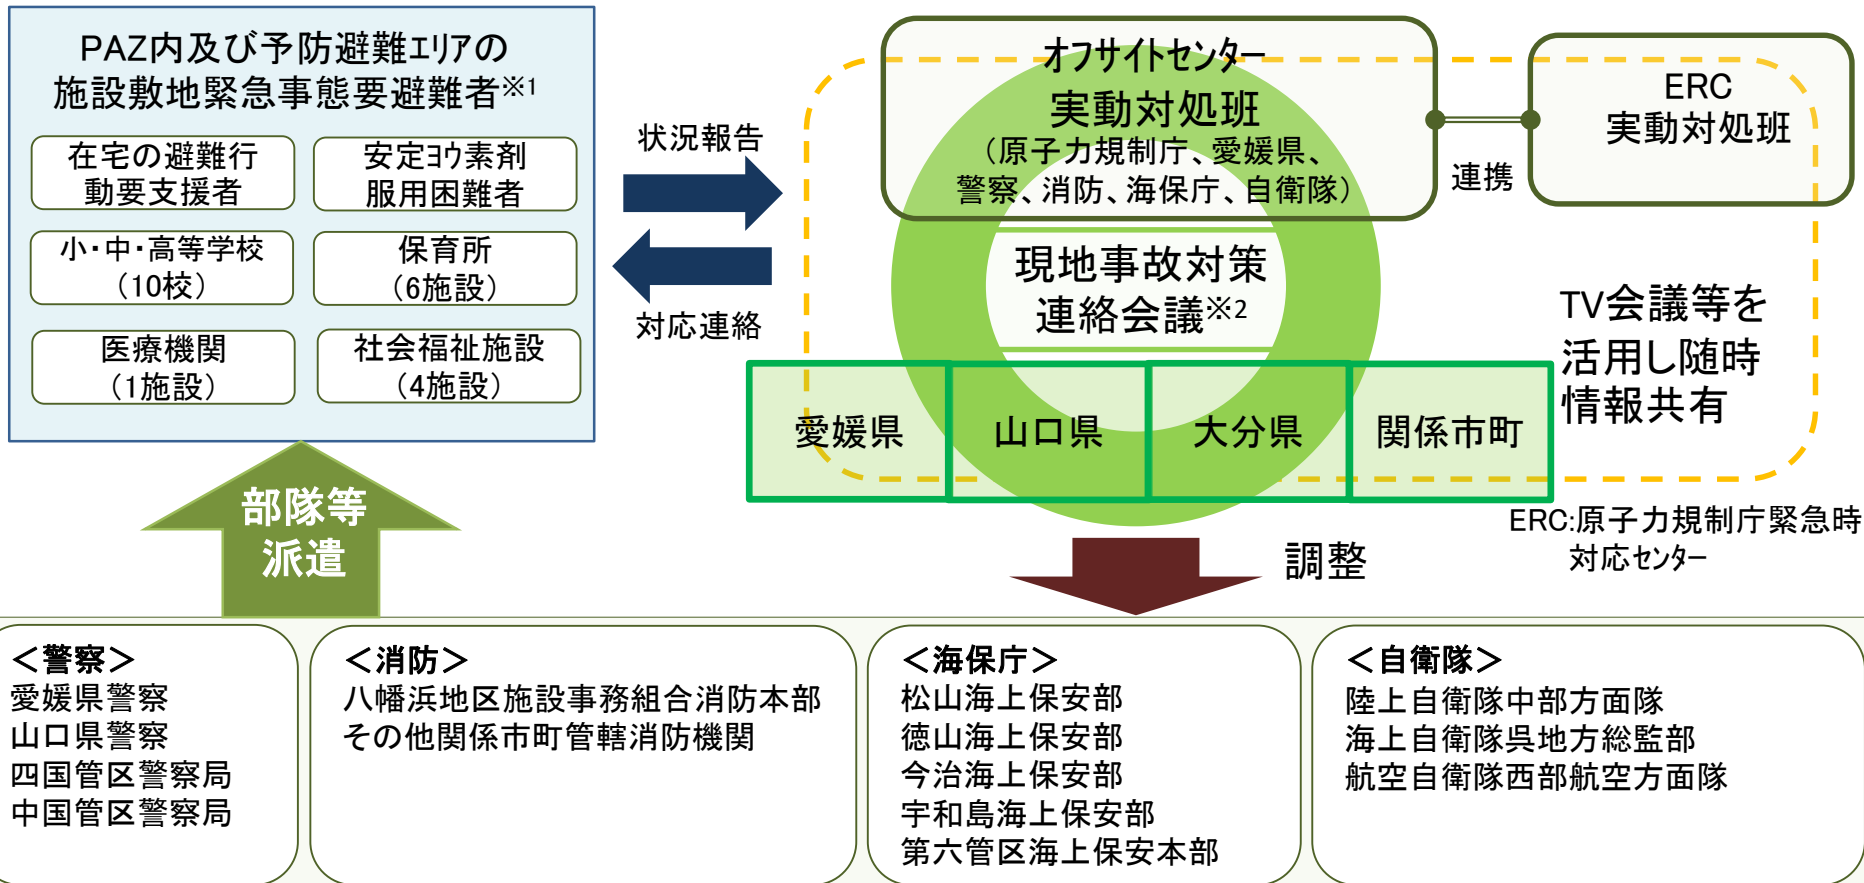 PAZ内及び予防避難エリアの
施設敷地緊急事態要避難者※1
在宅の避難行
動要支援者
安定ヨウ素剤
服用困難者
小・中・高等学校
（10校）
保育所
（6施設）
医療機関
（1施設）
社会福祉施設
（4施設）
状況報告
対応連絡
オフサイトセンター
実動対処班
（原子力規制庁、愛媛県、
警察、消防、海保庁、自衛隊）
連携
ERC
実動対処班
現地事故対策
連絡会議※2
TV会議等を
活用し随時
情報共有
愛媛県
山口県
大分県
関係市町
ERC:原子力規制庁緊急時
対応センター
部隊等
派遣
調整
＜警察＞
愛媛県警察
山口県警察
四国管区警察局
中国管区警察局
＜消防＞
八幡浜地区施設事務組合消防本部
その他関係市町管轄消防機関
＜海保庁＞
松山海上保安部
徳山海上保安部
今治海上保安部
宇和島海上保安部
第六管区海上保安本部
＜自衛隊＞
陸上自衛隊中部方面隊
海上自衛隊呉地方総監部
航空自衛隊西部航空方面隊